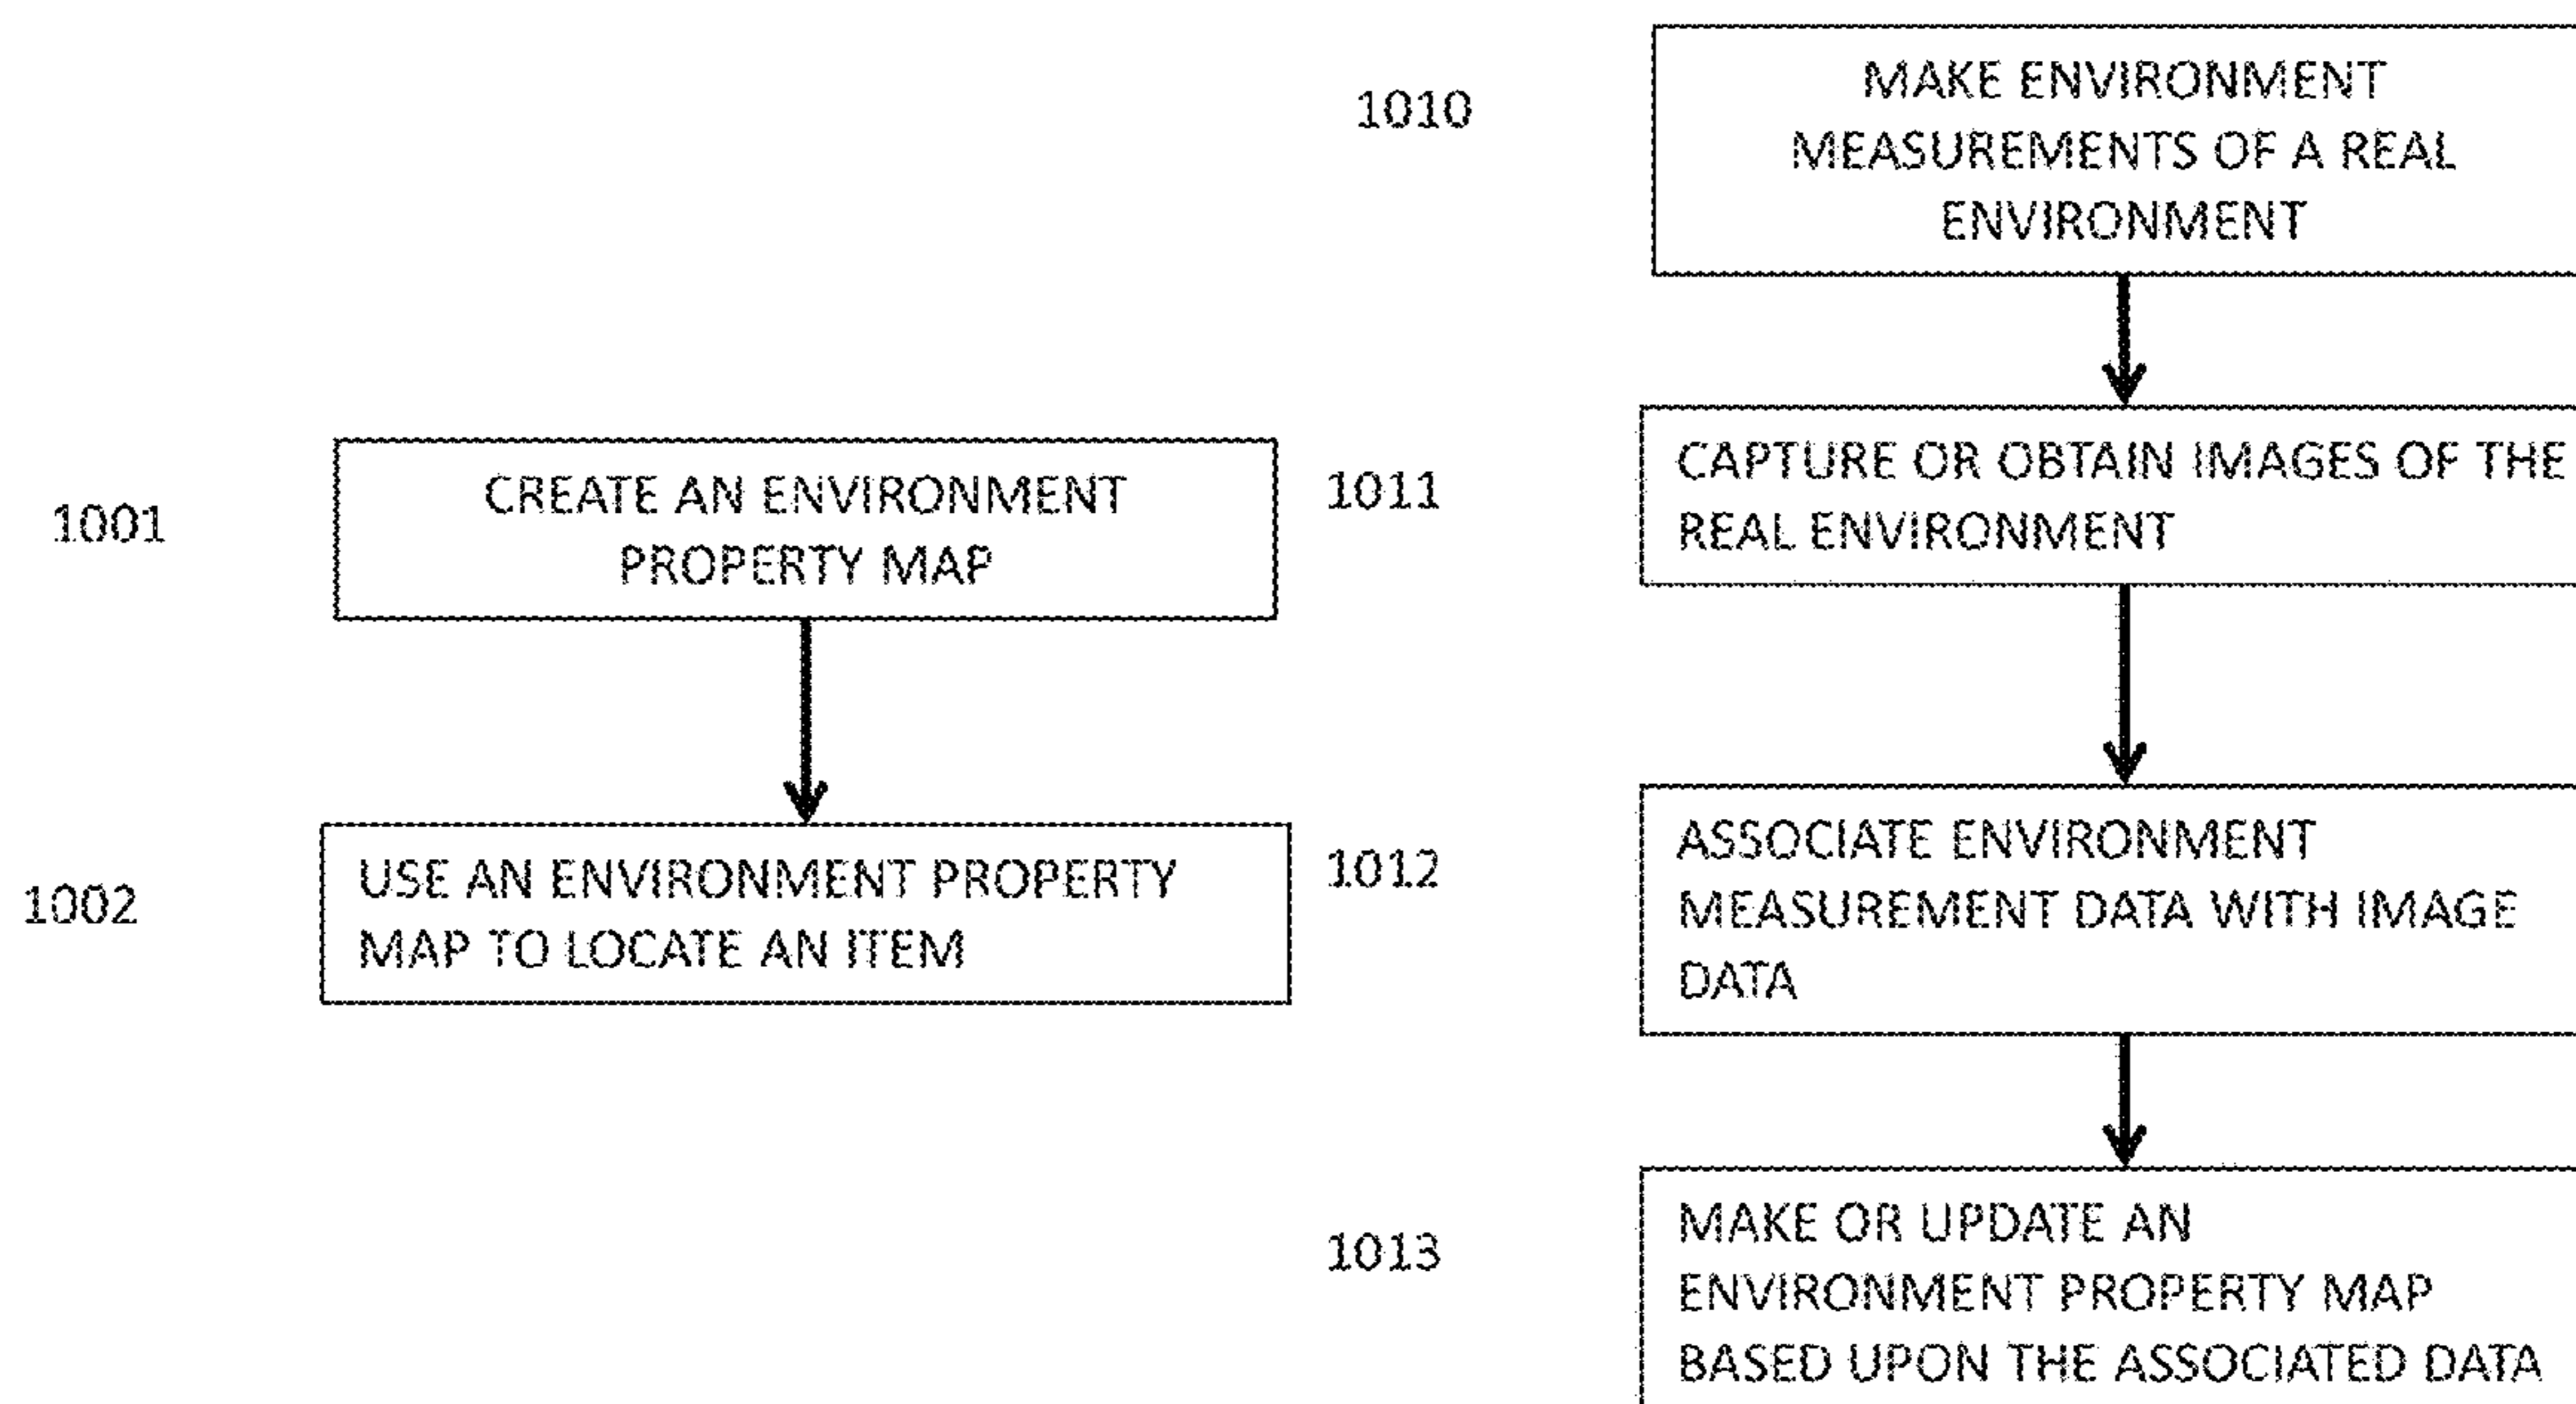 1001
CREATE AN ENVIRONMENT
PROPERTY MAP
1002
USE AN ENVIRONMENT PROPERTY
MAP TO LOCATE AN ITEM
1010
MAKE ENVIRONMENT
MEASUREMENTS OF A REAL
ENVIRONMENT
1011
CAPTURE OR OBTAIN IMAGES OF THE
REAL ENVIRONMENT
1012
ASSOCIATE ENVIRONMENT
MEASUREMENT DATA WITH IMAGE
DATA
1013
MAKE OR UPDATE AN
ENVIRONMENT PROPERTY MAP
BASED UPON THE ASSOCIATED DATA